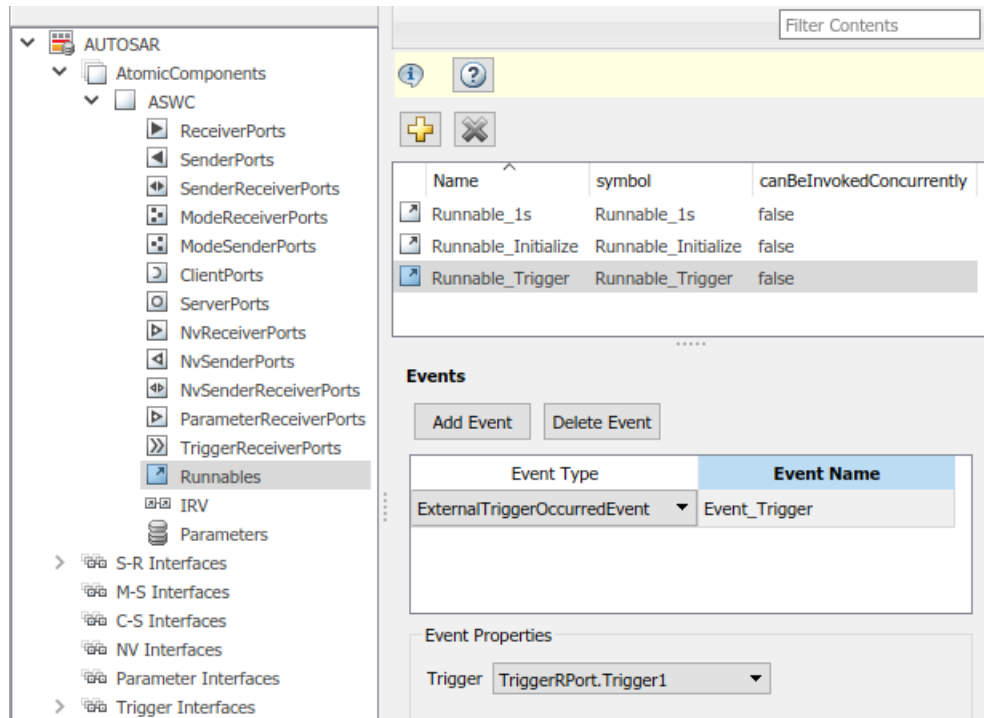 AUTOSAR
AtomicComponents
ASWC
ReceiverPorts
SenderPorts
SenderReceiverPorts
ModeReceiverPorts
ModeSenderPorts
ClientPorts
ServerPorts
NvReceiverPorts
NvSenderPorts
NvSenderReceiverPorts
ParameterReceiverPorts
TriggerReceiverPorts
Runnables
IRV
Parameters
S-R Interfaces
M-S Interfaces
C-S Interfaces
NV Interfaces
Parameter Interfaces
Trigger Interfaces
Filter Contents
Name symbol canBeInvokedConcurrently
Runnable_1s Runnable_1s false
Runnable_Initialize Runnable_Initialize false
Runnable_Trigger Runnable_Trigger false
Events
Add Event Delete Event
Event Type Event Name
ExternalTriggerOccurredEvent Event_Trigger
Event Properties
Trigger TriggerRPort.Trigger1